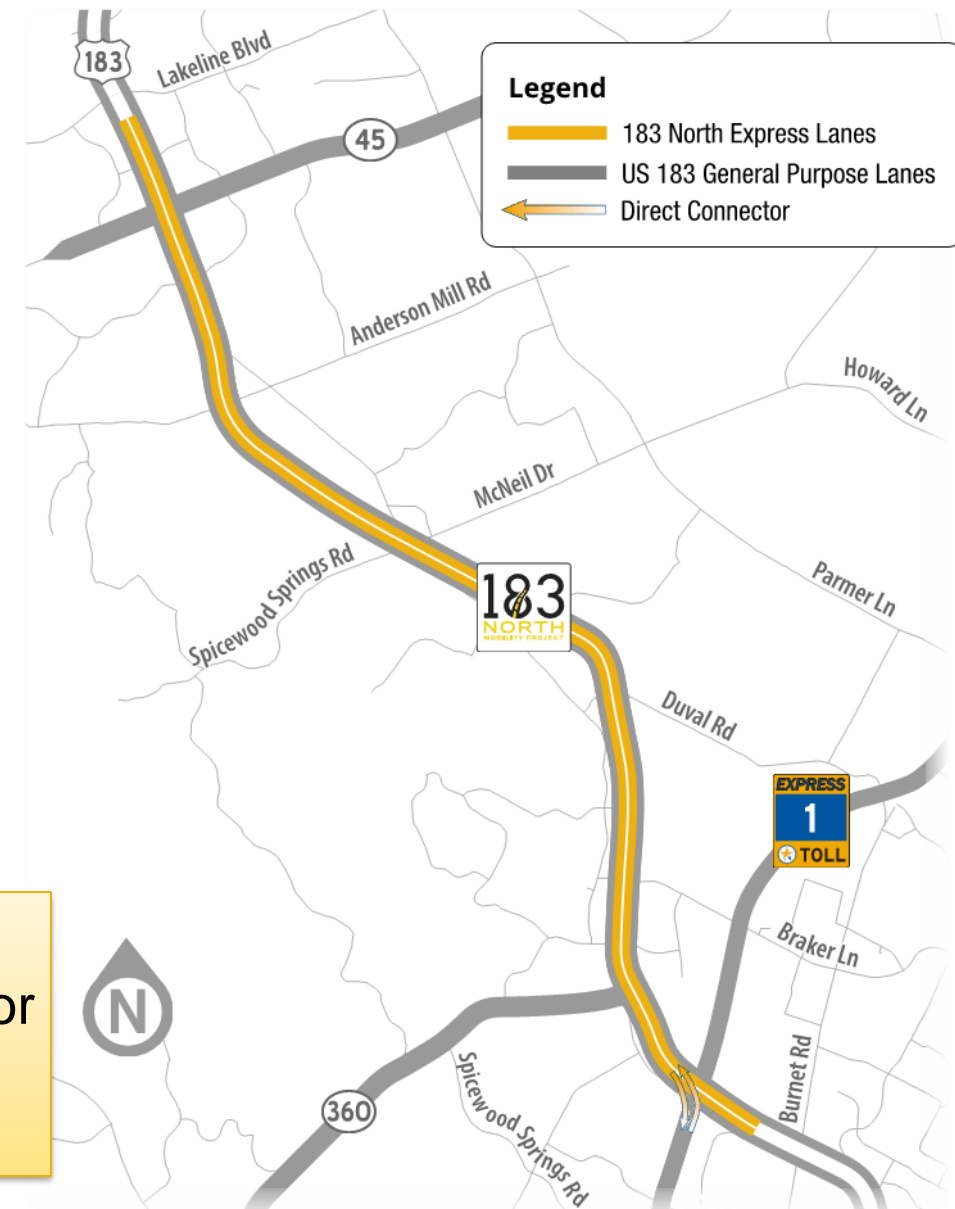 183
Lakeline Blvd
Legend
183 North Express Lanes
US 183 General Purpose Lanes
Direct Connector
45
Anderson Mill Rd
Howard Ln
McNeil Dr
Spicewood Springs Rd
183
NORTH
MOBILITY PROJECT
Parmer Ln
Duval Rd
EXPRESS
1
TOLL
Braker Ln
or
N
Burnet Rd
360
Spicewood Springs Rd